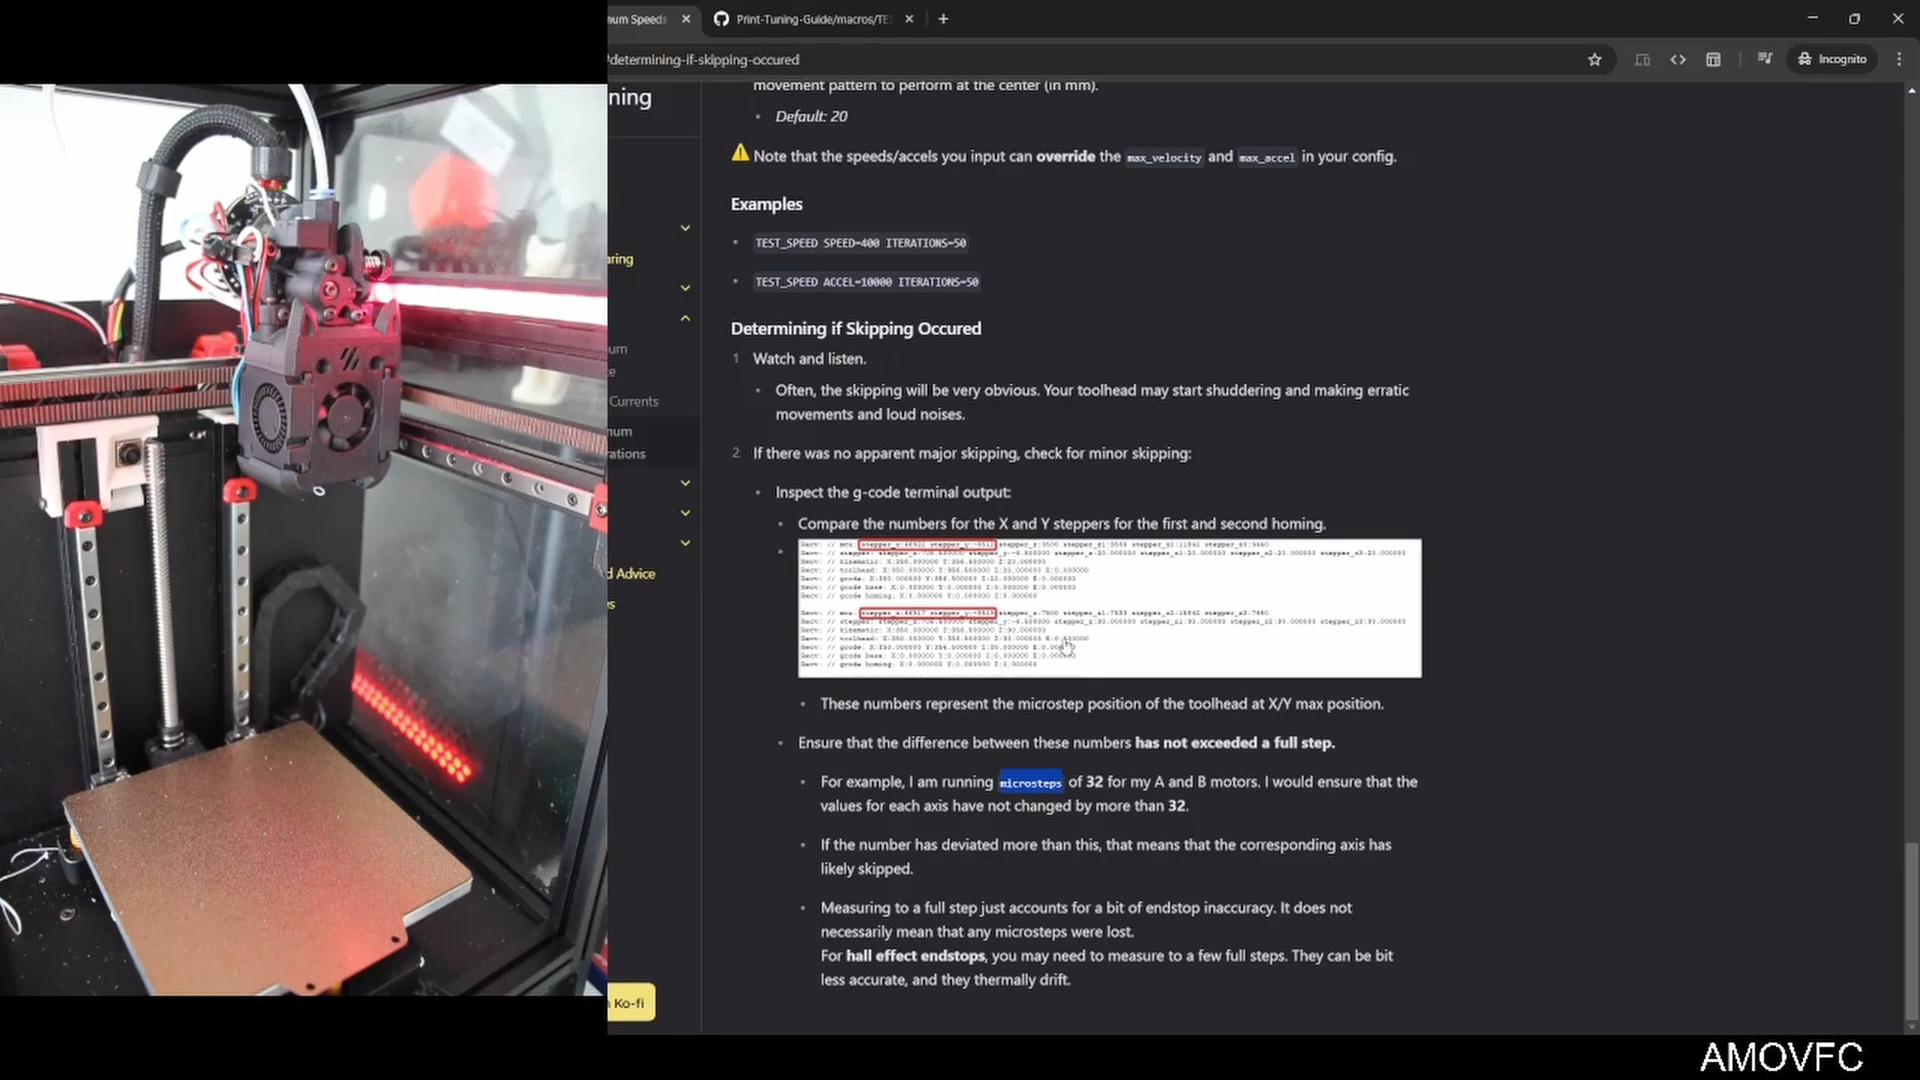 num Speeds
Print-Tuning-Guide/macros/TE
#determining-if-skipping-occured
Incognito
ning
aring
um
e
Currents
num
rations
d Advice
s
n Ko-fi
movement pattern to perform at the center (in mm).
Default: 20
Note that the speeds/accels you input can override the max_velocity and max_accel in your config.
Examples
TEST_SPEED SPEED=400 ITERATIONS=50
TEST_SPEED ACCEL=10000 ITERATIONS=50
Determining if Skipping Occured
1 Watch and listen.
Often, the skipping will be very obvious. Your toolhead may start shuddering and making erratic
movements and loud noises.
2 If there was no apparent major skipping, check for minor skipping:
Inspect the g-code terminal output:
Compare the numbers for the X and Y steppers for the first and second homing.
These numbers represent the microstep position of the toolhead at X/Y max position.
Ensure that the difference between these numbers has not exceeded a full step.
For example, I am running microsteps of 32 for my A and B motors. I would ensure that the
values for each axis have not changed by more than 32.
If the number has deviated more than this, that means that the corresponding axis has
likely skipped.
Measuring to a full step just accounts for a bit of endstop inaccuracy. It does not
necessarily mean that any microsteps were lost.
For hall effect endstops, you may need to measure to a few full steps. They can be bit
less accurate, and they thermally drift.
AMOVFC